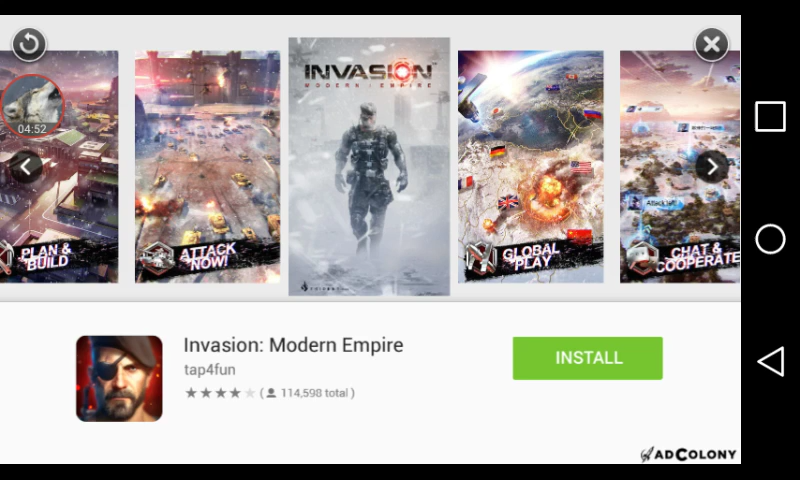 04:52
PLAN &
BUILD
ATTACK
NOW!
INVASION
MODERN EMPIRE
GLOBAL
PLAY
Attack
CHAT &
COOPERATE
Invasion: Modern Empire
tap4fun
( 114,598 total )
INSTALL
ADCOLONY